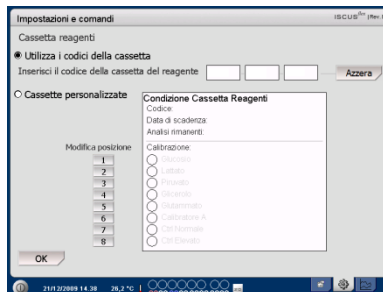 Impostazioni e comandi
ISCUS flex |Rev.
Cassetta reagenti
Utilizza i codici della cassetta
Inserisci il codice della cassetta del reagente
Azzera
Cassette personalizzate
Condizione Cassetta Reagenti
Codice:
Data di scadenza:
Analisi rimanenti:
Modifica posizione
Calibrazione:
1 Glucosio
2 Lattato
3 Piruvato
4 Glicerolo
5 Glutammato
6 Calibratore A
7 Ctrl Normale
8 Ctrl Elevato
OK
21/12/2009 14.38 26,2 °C